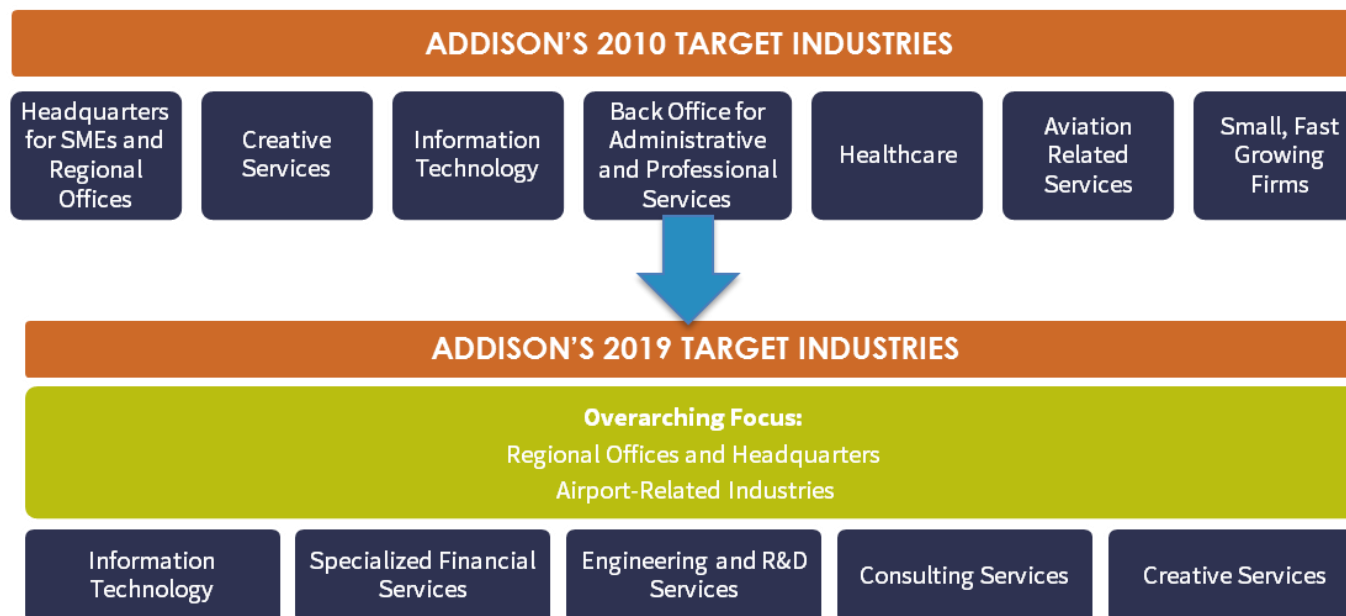 ADDISON’S 2010 TARGET INDUSTRIES
Headquarters
for SMEs and
Regional
Offices
Creative
Services
Information
Technology
Back Office for
Administrative
and Professional
Services
Healthcare
Aviation
Related
Services
Small, Fast
Growing
Firms
ADDISON’S 2019 TARGET INDUSTRIES
Overarching Focus:
Regional Offices and Headquarters
Airport-Related Industries
Information
Technology
Specialized Financial
Services
Engineering and R&D
Services
Consulting Services
Creative Services